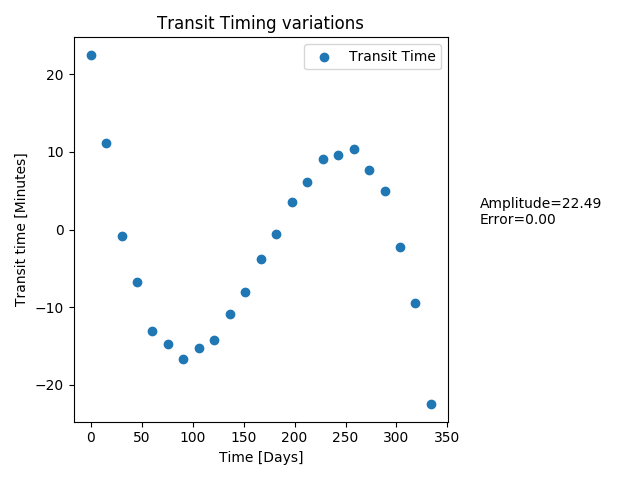 Transit Timing variations
Transit Time
Transit time [Minutes]
20
10
0
−10
−20
0 50 100 150 200 250 300 350
Time [Days]
Amplitude=22.49
Error=0.00